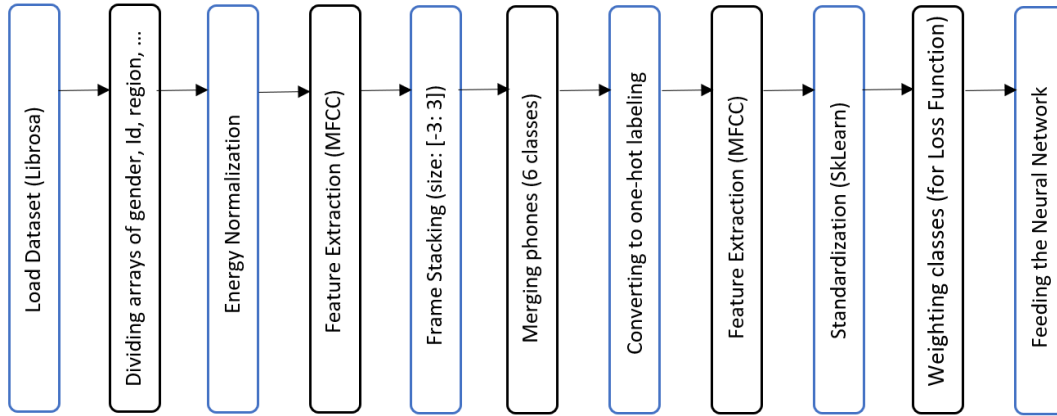 Load Dataset (Librosa)
Dividing arrays of gender, Id, region, ...
Energy Normalization
Feature Extraction (MFCC)
Frame Stacking (size: [-3: 3])
Merging phones (6 classes)
Converting to one-hot labeling
Feature Extraction (MFCC)
Standardization (SkLearn)
Weighting classes (for Loss Function)
Feeding the Neural Network